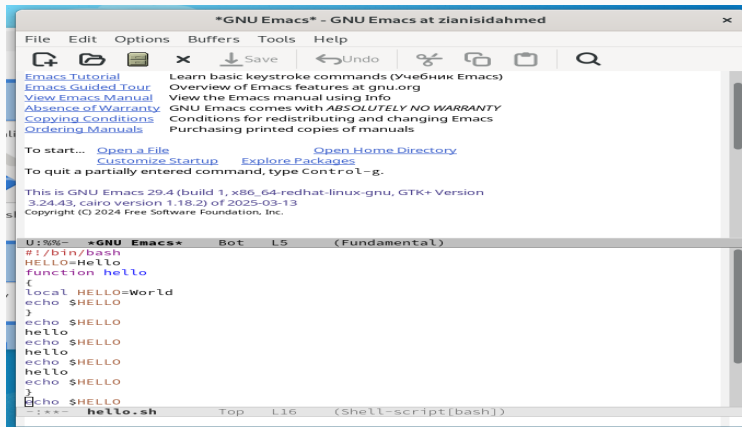 *GNU Emacs* - GNU Emacs at zianisidahmed
File Edit Options Buffers Tools Help
Save Undo
Emacs Tutorial Learn basic keystroke commands (Учебник Emacs)
Emacs Guided Tour Overview of Emacs features at gnu.org
View Emacs Manual View the Emacs manual using Info
Absence of Warranty GNU Emacs comes with ABSOLUTELY NO WARRANTY
Copying Conditions Conditions for redistributing and changing Emacs
Ordering Manuals Purchasing printed copies of manuals
To start... Open a File Open Home Directory
Customize Startup Explore Packages
To quit a partially entered command, type Control-g.
This is GNU Emacs 29.4 (build 1, x86_64-redhat-linux-gnu, GTK+ Version
3.24.43, cairo version 1.18.2) of 2025-03-13
Copyright (C) 2024 Free Software Foundation, Inc.
U:%%- *GNU Emacs* Bot L5 (Fundamental)
#!/bin/bash
HELLO=Hello
function hello
{
local HELLO=World
echo $HELLO
}
echo $HELLO
hello
echo $HELLO
hello
echo $HELLO
hello
echo $HELLO
}
echo $HELLO
-:**- hello.sh Top L16 (Shell-script[bash])